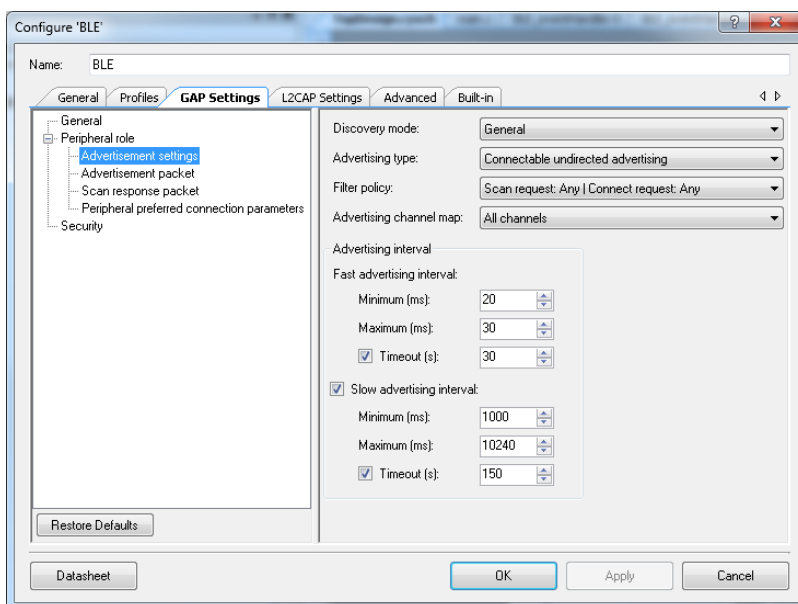 Configure 'BLE'
Name: BLE
General Profiles GAP Settings L2CAP Settings Advanced Built-in
General
Peripheral role
Advertisement settings
Advertisement packet
Scan response packet
Peripheral preferred connection parameters
Security
Restore Defaults
Discovery mode: General
Advertising type: Connectable undirected advertising
Filter policy: Scan request: Any | Connect request: Any
Advertising channel map: All channels
Advertising interval
Fast advertising interval:
Minimum (ms): 20
Maximum (ms): 30
Timeout (s): 30
Slow advertising interval:
Minimum (ms): 1000
Maximum (ms): 10240
Timeout (s): 150
Datasheet OK Apply Cancel